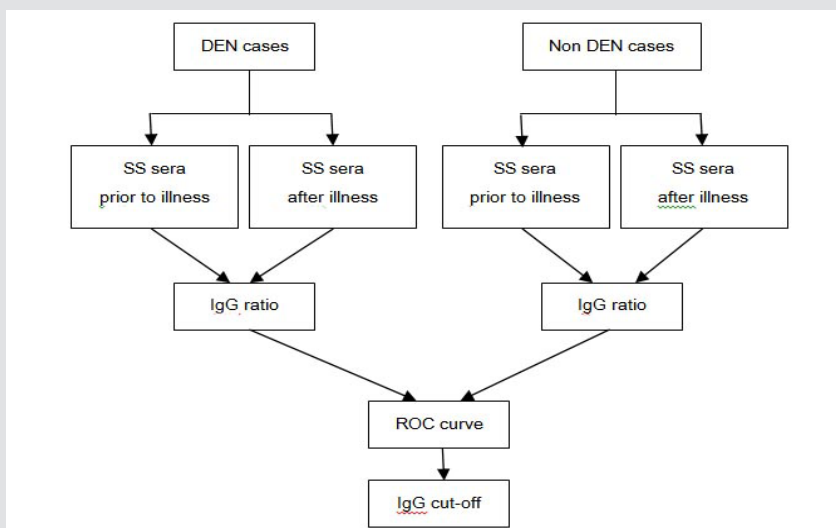 DEN cases
Non DEN cases
SS sera
prior to illness
SS sera
after illness
SS sera
prior to illness
SS sera
after illness
IgG ratio
IgG ratio
ROC curve
IgG cut-off